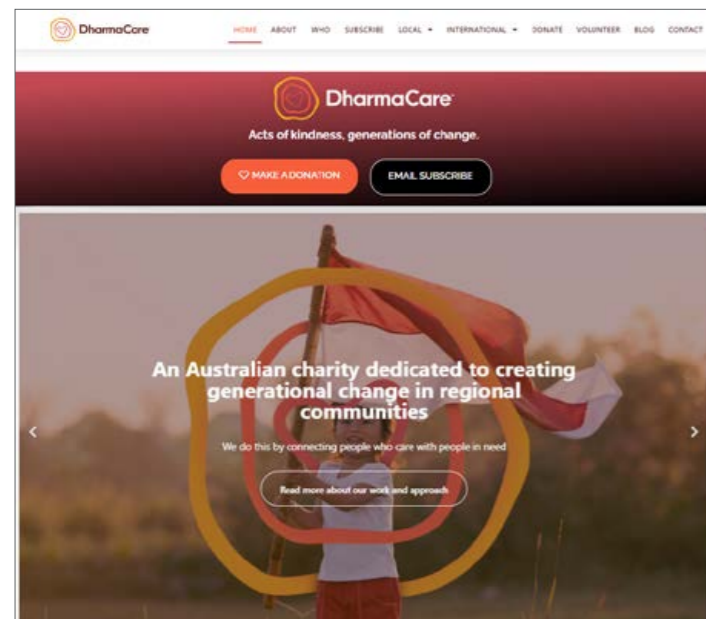 DharmaCare
HOME ABOUT WHO SUBSCRIBE LOCAL INTERNATIONAL DONATE VOLUNTEER BLOG CONTACT
DharmaCare
Acts of kindness, generations of change.
MAKE A DONATION EMAIL SUBSCRIBE
An Australian charity dedicated to creating
generational change in regional
communities
We do this by connecting people who care with people in need
Read more about our work and approach